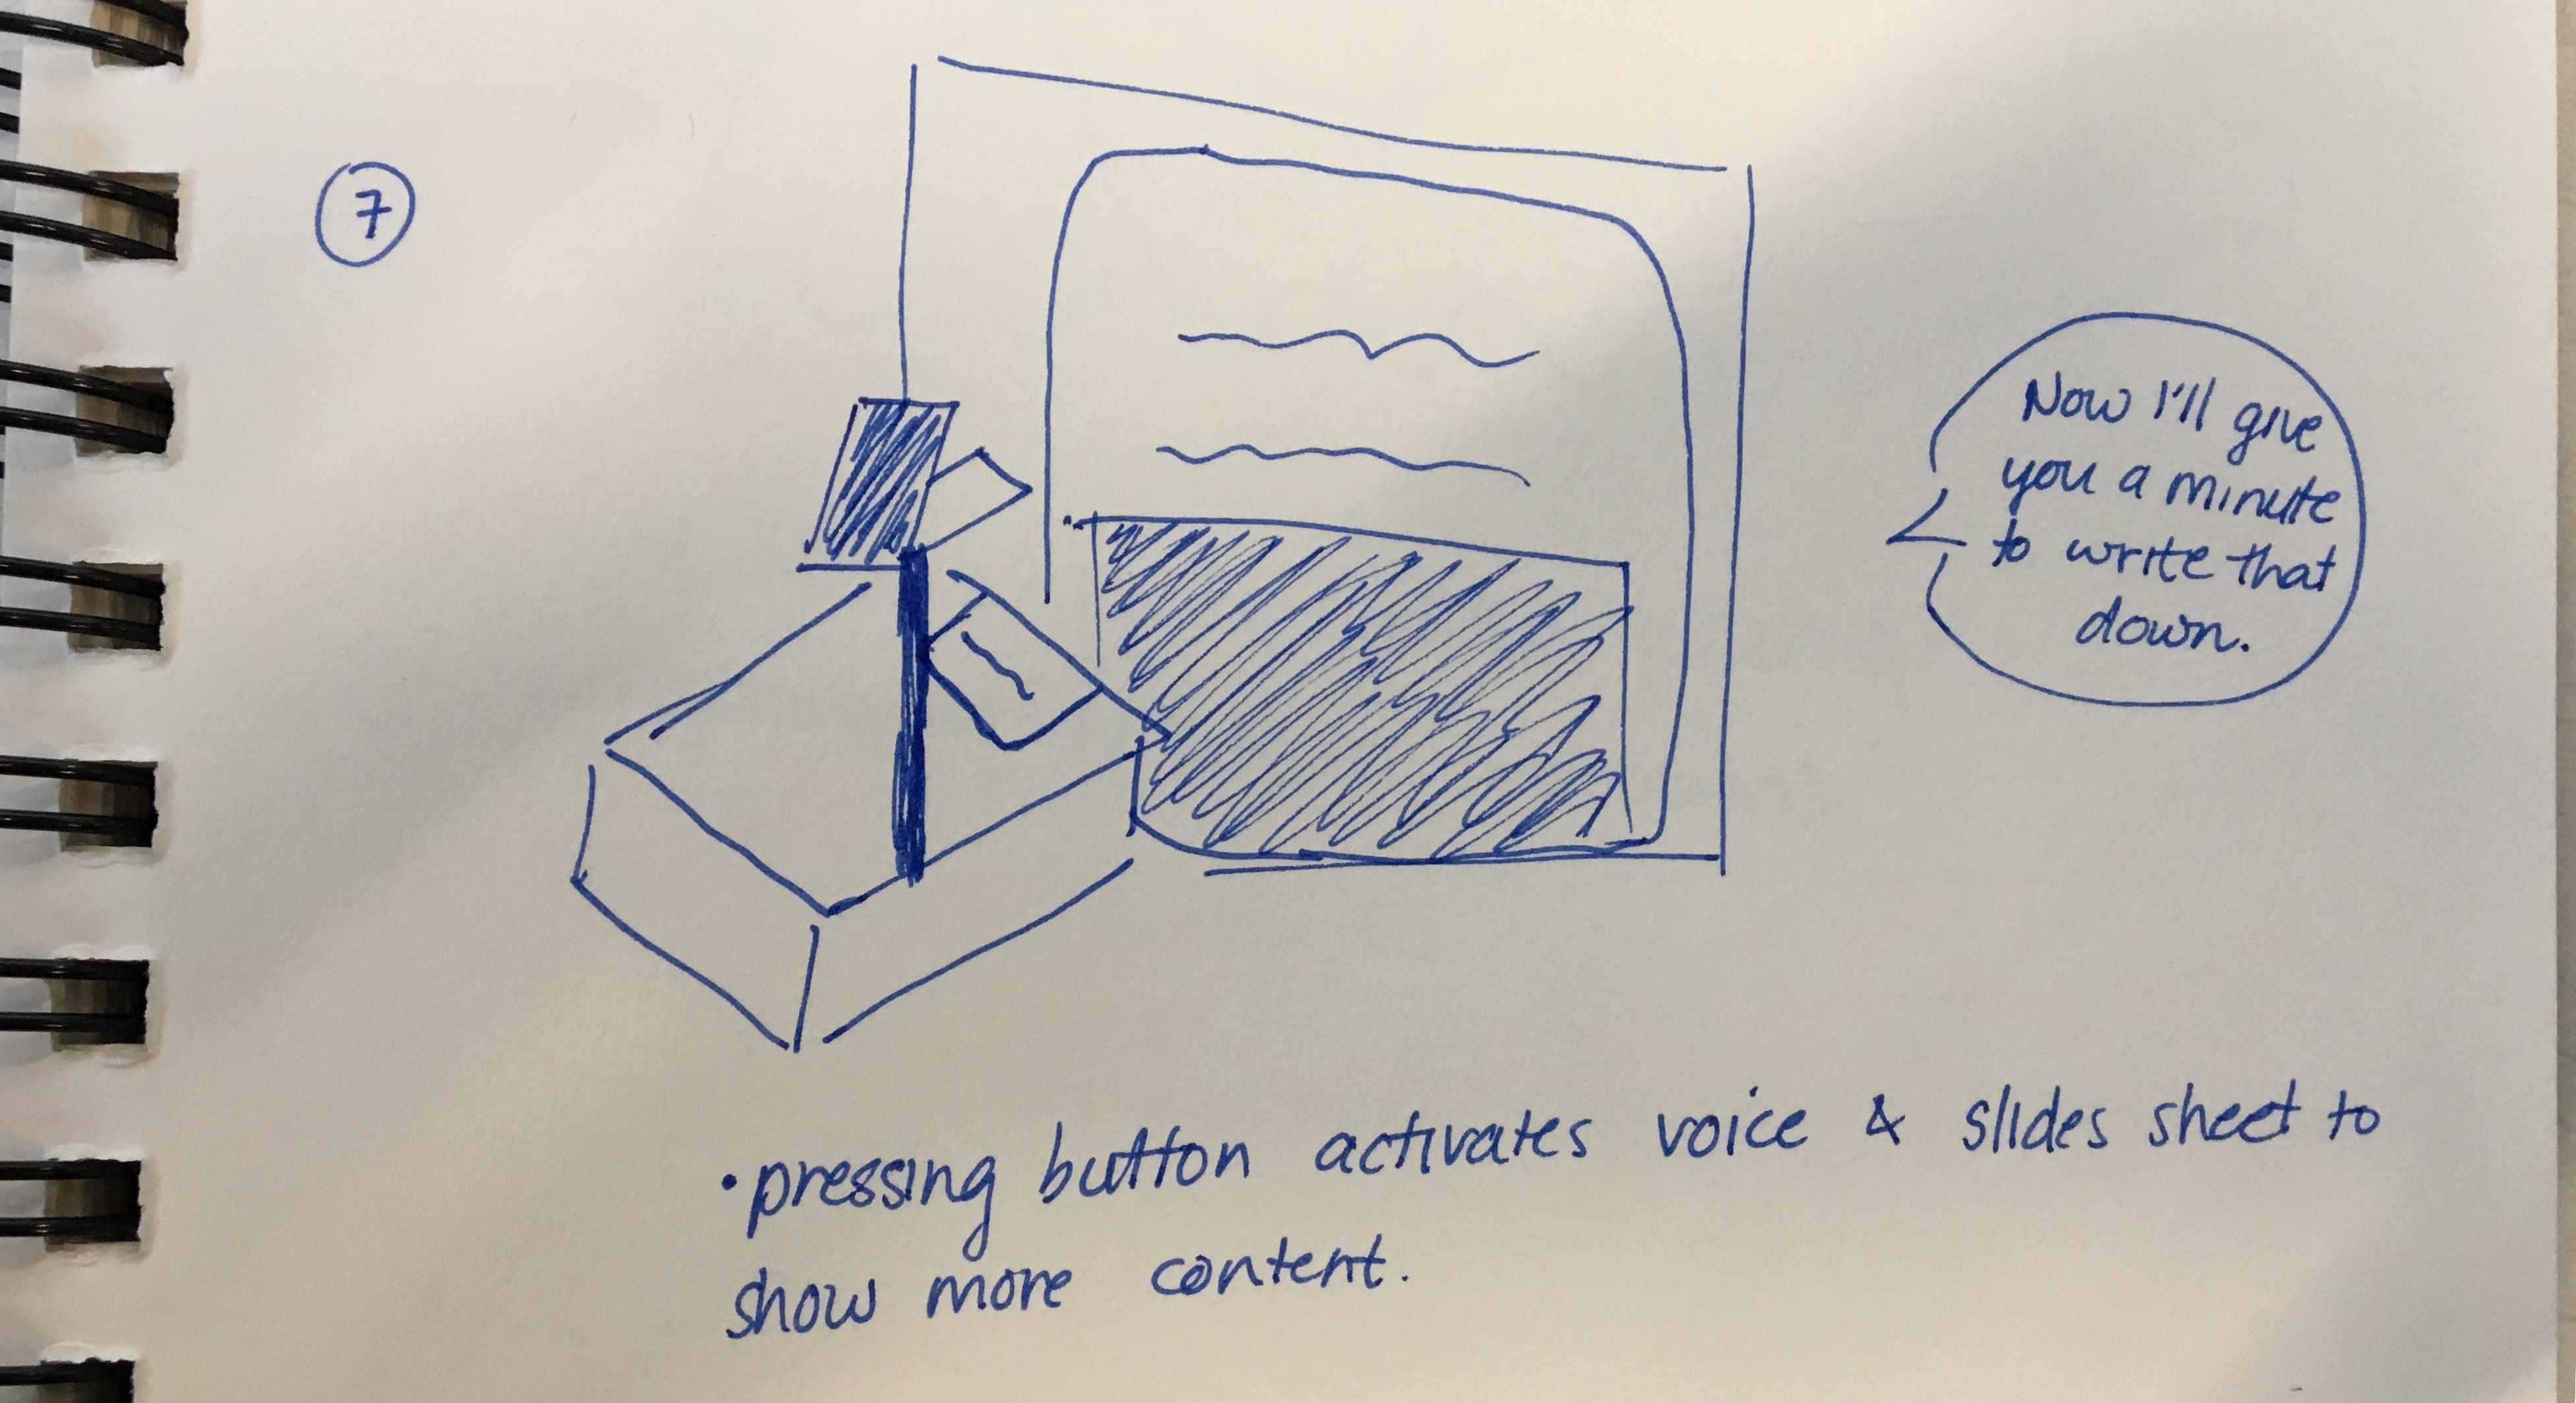 7
Now I'll give
you a minute
to write that
down.
•pressing button activates voice & slides sheet to
show more content.